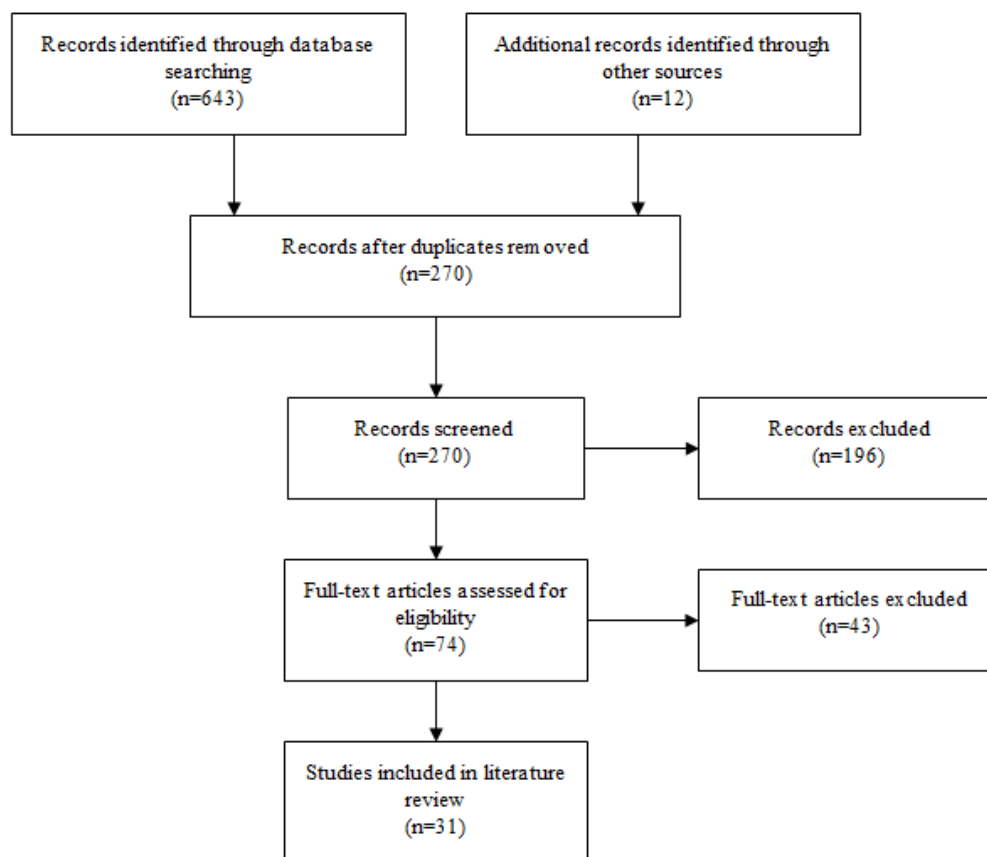 Records identified through database
searching
(n=643)
Additional records identified through
other sources
(n=12)
Records after duplicates removed
(n=270)
Records screened
(n=270)
Records excluded
(n=196)
Full-text articles assessed for
eligibility
(n=74)
Full-text articles excluded
(n=43)
Studies included in literature
review
(n=31)